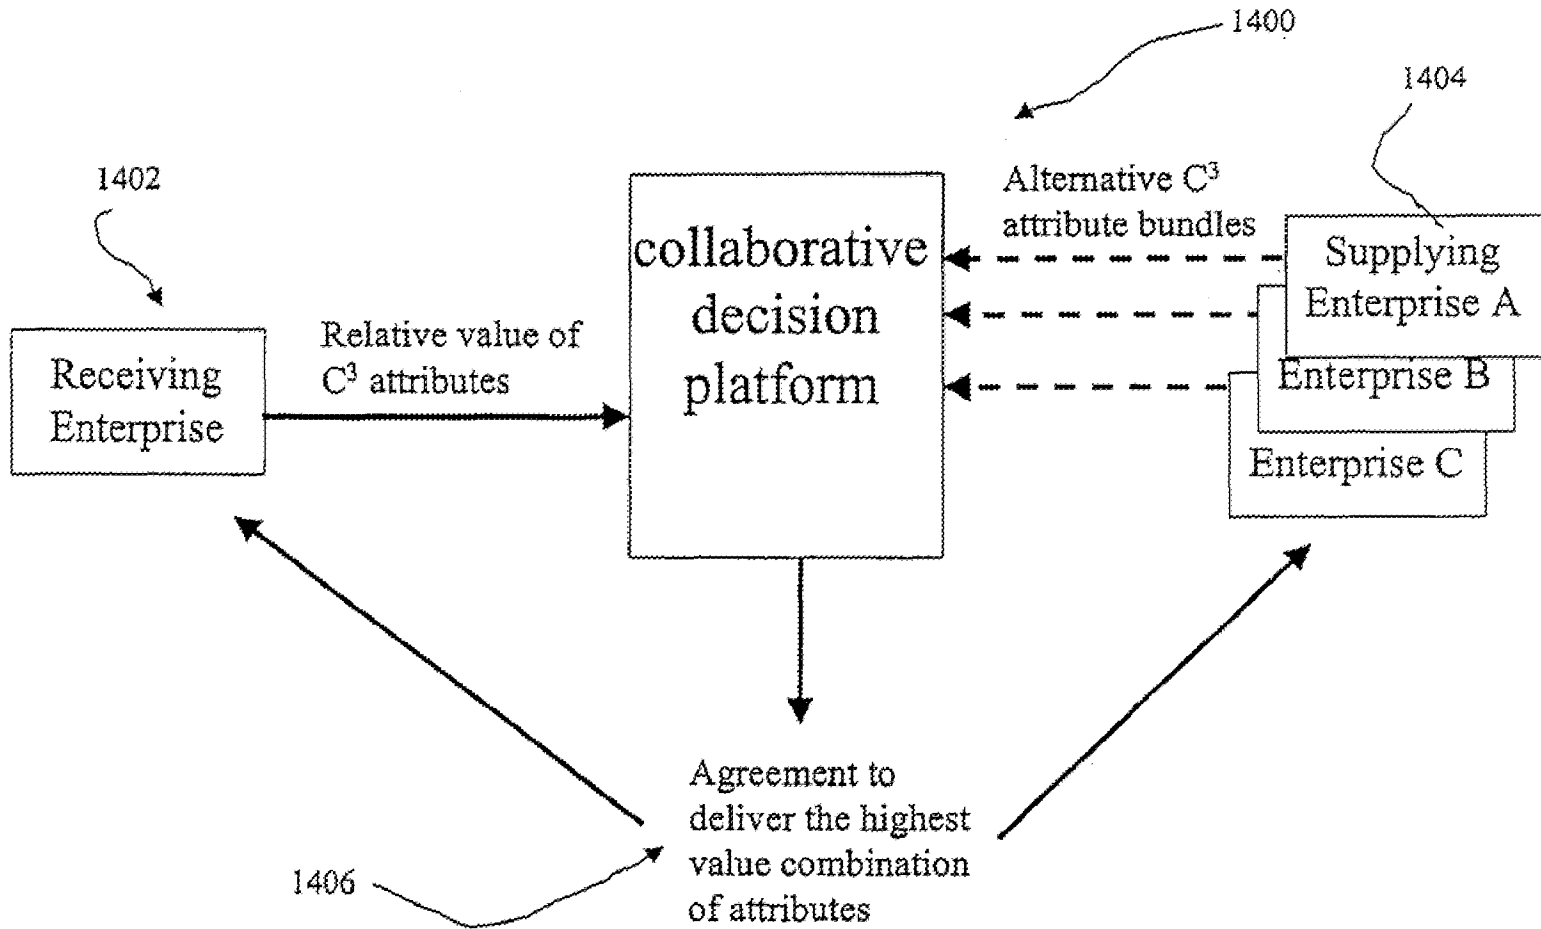 1400
1404
1402
Alternative C³
attribute bundles
collaborative
decision
platform
Supplying
Enterprise A
Enterprise B
Enterprise C
Relative value of
C³ attributes
Receiving
Enterprise
Agreement to
deliver the highest
value combination
of attributes
1406